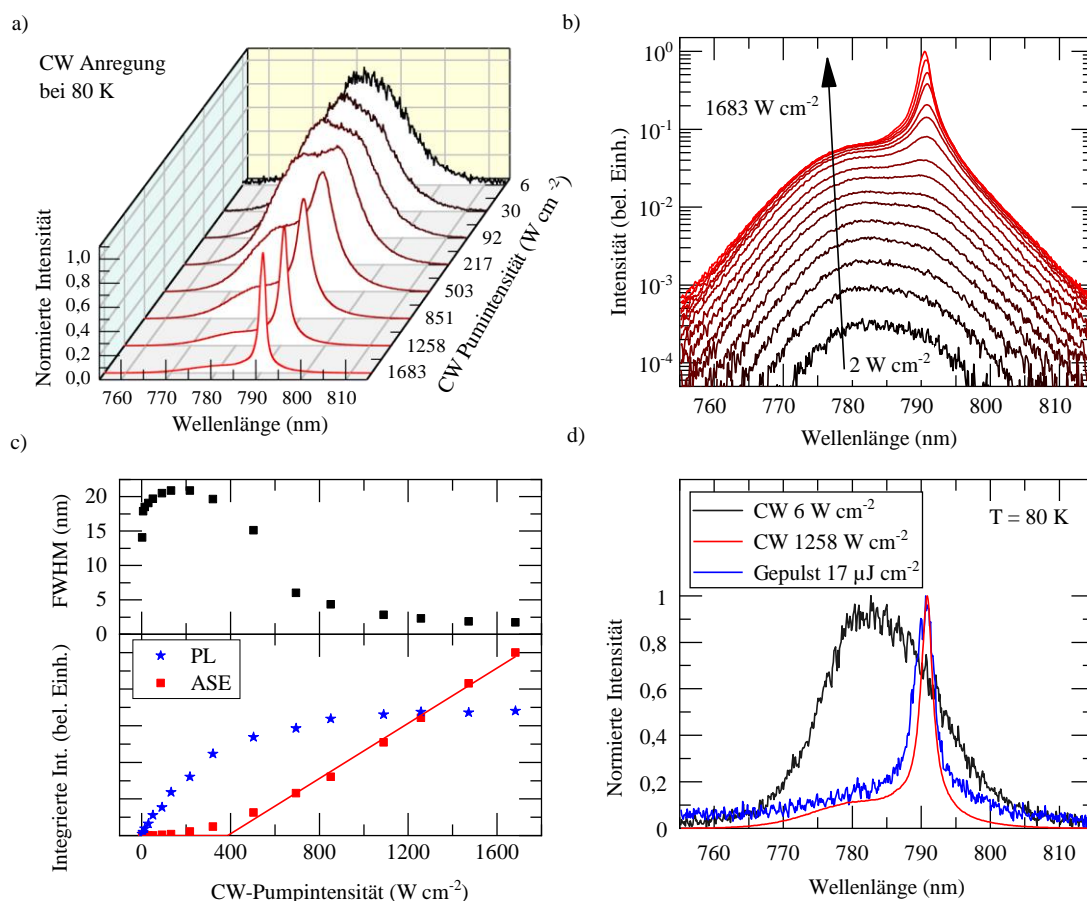 a)
CW Anregung
bei 80 K
Normierte Intensität
1,0
0,8
0,6
0,4
0,2
0,0
760 770 780 790 800 810
Wellenlänge (nm)
6
30
92
217
503
851
1258
1683
CW Pumintensität (W cm⁻²)
b)
10⁰
10⁻¹
10⁻²
10⁻³
10⁻⁴
Intensität (bel. Einh.)
1683 W cm⁻²
2 W cm⁻²
760 770 780 790 800 810
Wellenlänge (nm)
c)
FWHM (nm)
20
15
10
5
0
PL
ASE
Integrierte Int. (bel. Einh.)
0 400 800 1200 1600
CW-Pumpintensität (W cm⁻²)
d)
CW 6 W cm⁻²
CW 1258 W cm⁻²
Gepulst 17 µJ cm⁻²
T = 80 K
Normierte Intensität
1
0,8
0,6
0,4
0,2
0
760 770 780 790 800 810
Wellenlänge (nm)